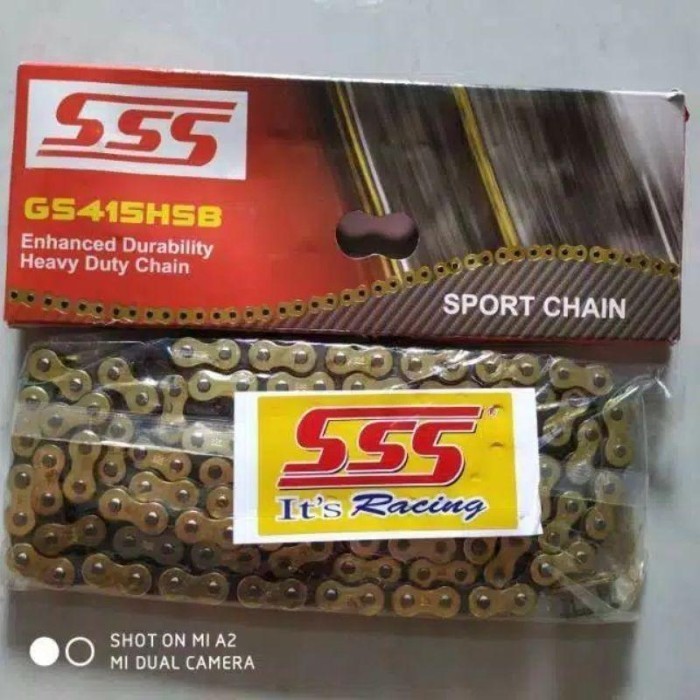 SSS
GS415HSB
Enhanced Durability
Heavy Duty Chain
SPORT CHAIN
SSS
It's Racing
SHOT ON MI A2
MI DUAL CAMERA